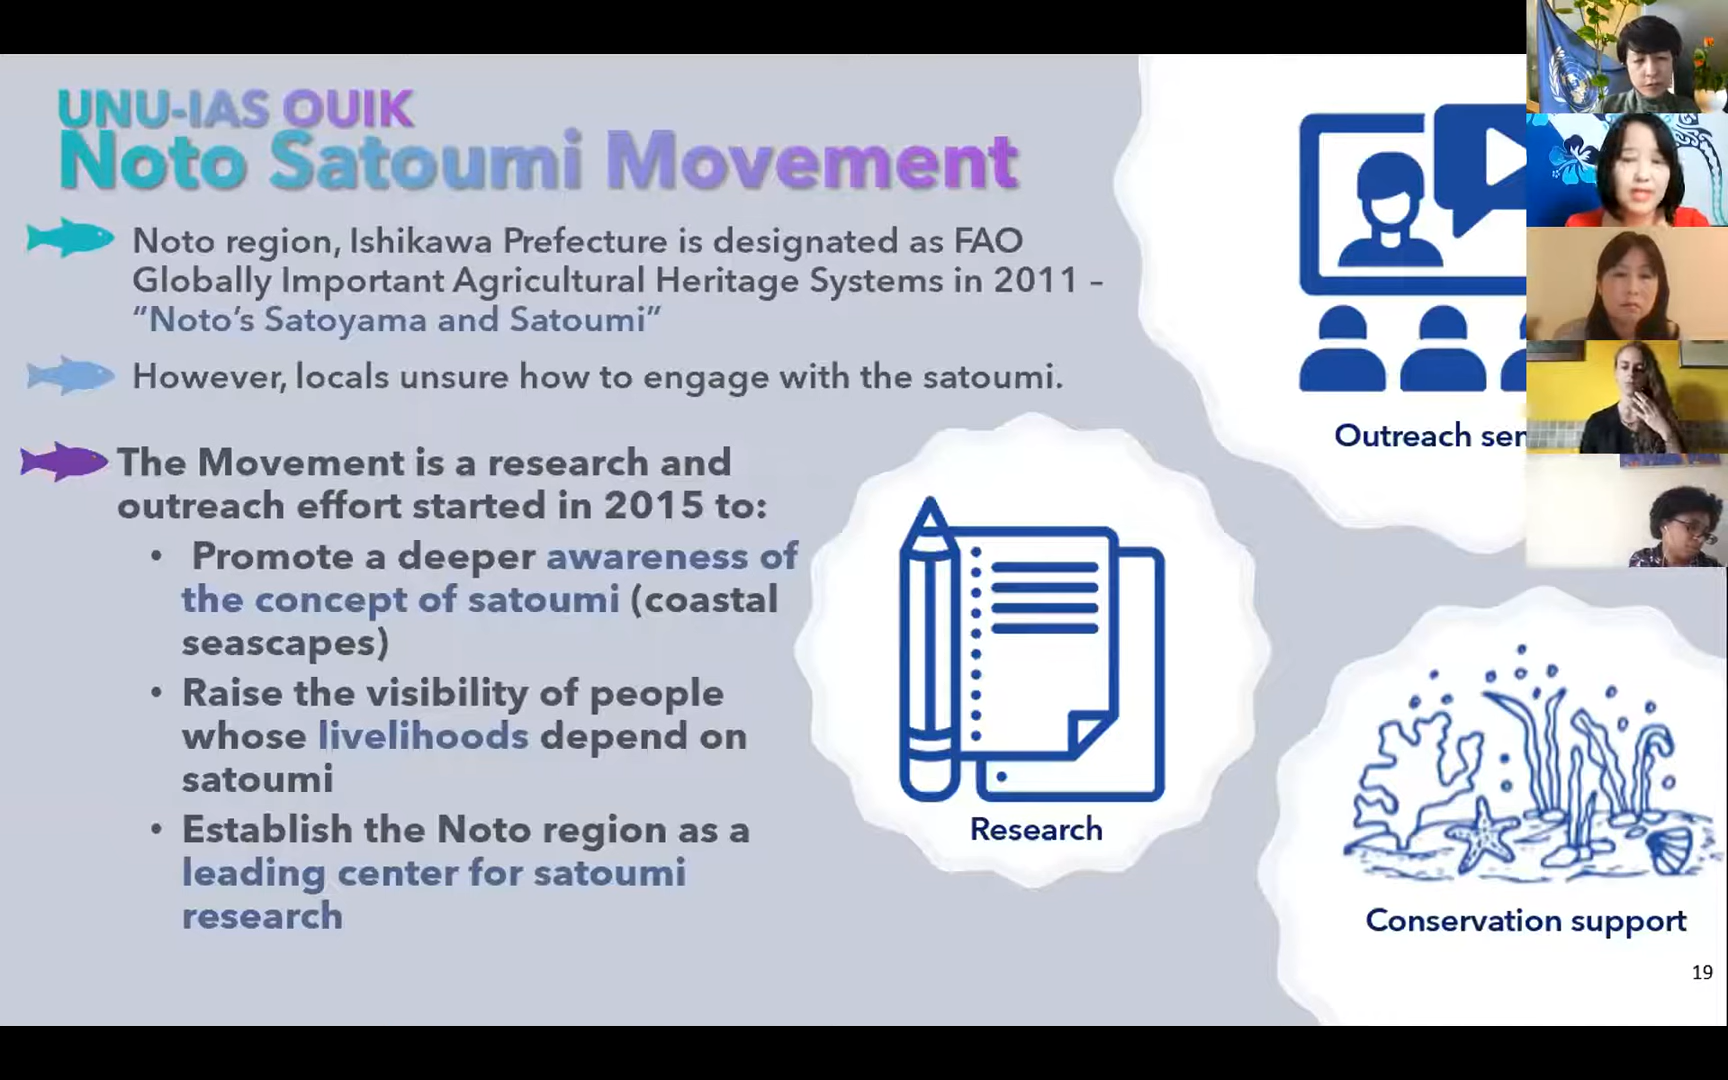 UNU-IAS OUIK
Noto Satoumi Movement
Noto region, Ishikawa Prefecture is designated as FAO
Globally Important Agricultural Heritage Systems in 2011 –
”Noto’s Satoyama and Satoumi”
However, locals unsure how to engage with the satoumi.
The Movement is a research and
outreach effort started in 2015 to:
• Promote a deeper awareness of
the concept of satoumi (coastal
seascapes)
• Raise the visibility of people
whose livelihoods depend on
satoumi
• Establish the Noto region as a
leading center for satoumi
research
Outreach
Research
Conservation support
19